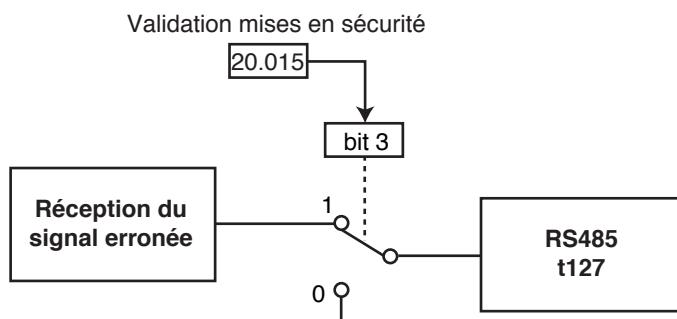 Validation mises en sécurité
20.015
bit 3
Réception du
signal erronée
1
RS485
t127
0